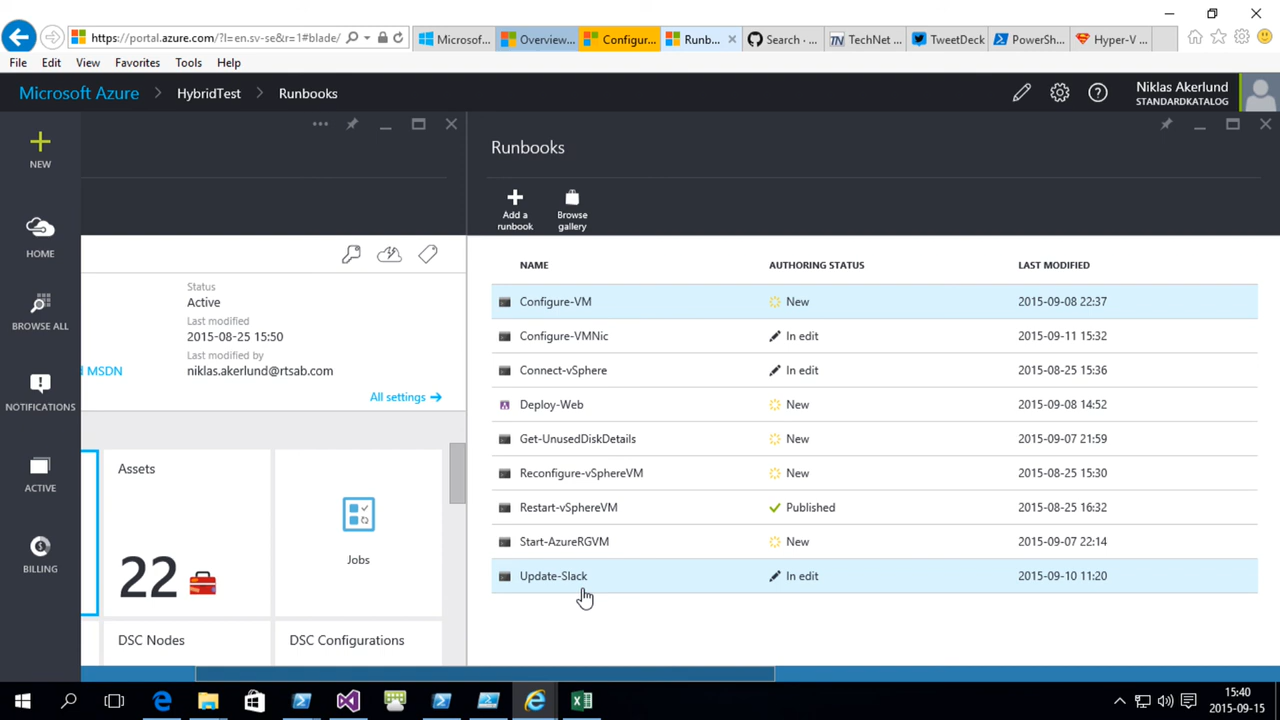 https://portal.azure.com/?l=en.sv-se&r=1#blade/
Microsof...
Overview...
Configur...
Runb...
Search - ...
TN
TechNet ...
TweetDeck
PowerSh...
Hyper-V ...
File Edit View Favorites Tools Help
Microsoft Azure > HybridTest > Runbooks
Niklas Akerlund
STANDARDKATALOG
NEW
HOME
BROWSE ALL
NOTIFICATIONS
ACTIVE
BILLING
Status
Active
Last modified
2015-08-25 15:50
Last modified by
MSDN
niklas.akerlund@rtsab.com
All settings
Assets
22
Jobs
DSC Nodes
DSC Configurations
Runbooks
Add a
runbook
Browse
gallery
NAME AUTHORING STATUS LAST MODIFIED
Configure-VM New 2015-09-08 22:37
Configure-VMNic In edit 2015-09-11 15:32
Connect-vSphere In edit 2015-08-25 15:36
Deploy-Web New 2015-09-08 14:52
Get-UnusedDiskDetails New 2015-09-07 21:59
Reconfigure-vSphereVM New 2015-08-25 15:30
Restart-vSphereVM Published 2015-08-25 16:32
Start-AzureRGVM New 2015-09-07 22:14
Update-Slack In edit 2015-09-10 11:20
15:40
2015-09-15